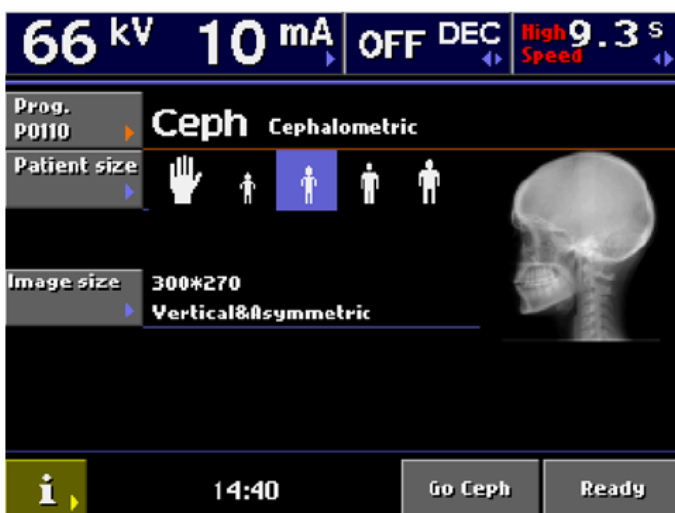 66 kV 10 mA OFF DEC High Speed 9.3 s
Prog.
P0110
Ceph Cephalometric
Patient size
Image size
300*270
Vertical&Asymmetric
i 14:40 Go Ceph Ready